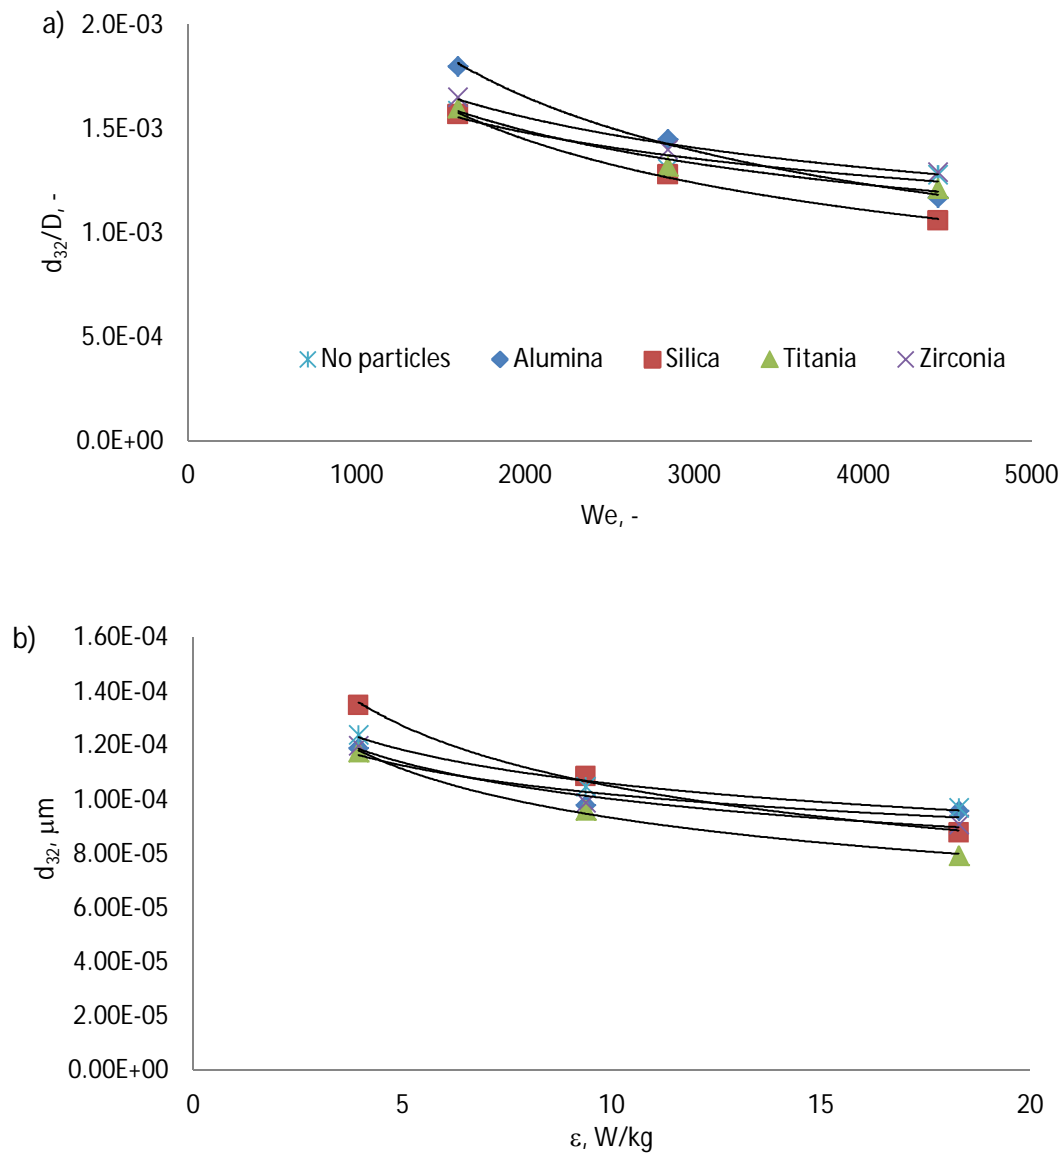 a)
2.0E-03
1.5E-03
1.0E-03
5.0E-04
0.0E+00
d32/D, -
No particles Alumina Silica Titania Zirconia
0 1000 2000 3000 4000 5000
We, -
b)
1.60E-04
1.40E-04
1.20E-04
1.00E-04
8.00E-05
6.00E-05
4.00E-05
2.00E-05
0.00E+00
d32, μm
0 5 10 15 20
ε, W/kg